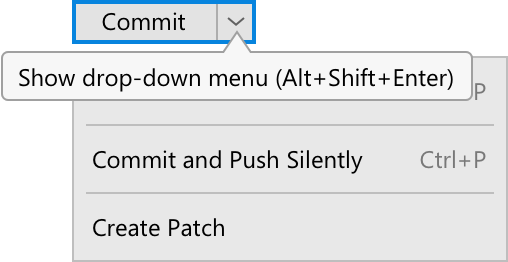 Commit
Show drop-down menu (Alt+Shift+Enter)
P
Commit and Push Silently Ctrl+P
Create Patch